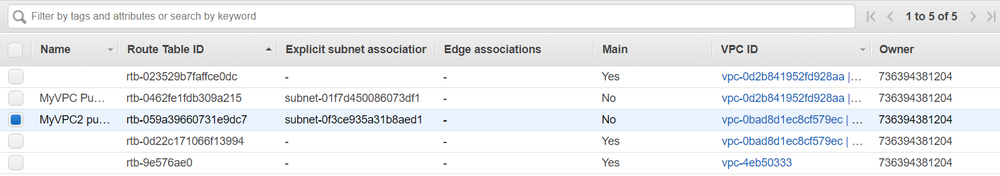 Filter by tags and attributes or search by keyword 1 to 5 of 5
Name Route Table ID Explicit subnet association Edge associations Main VPC ID Owner
rtb-023529b7faffce0dc - - Yes vpc-0d2b841952fd928aa |... 736394381204
MyVPC Pu... rtb-0462fe1fdb309a215 subnet-01f7d450086073df1 - No vpc-0d2b841952fd928aa |... 736394381204
MyVPC2 pu... rtb-059a39660731e9dc7 subnet-0f3ce935a31b8aed1 - No vpc-0bad8d1ec8cf579ec | ... 736394381204
rtb-0d22c171066f13994 - - Yes vpc-0bad8d1ec8cf579ec | ... 736394381204
rtb-9e576ae0 - - Yes vpc-4eb50333 736394381204